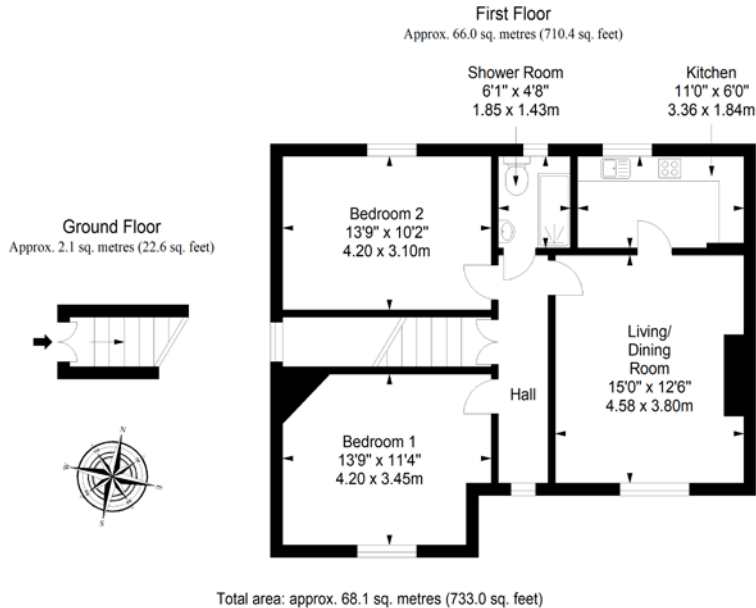 First Floor
Approx. 66.0 sq. metres (710.4 sq. feet)
Shower Room
6'1" x 4'8"
1.85 x 1.43m
Kitchen
11'0" x 6'0"
3.36 x 1.84m
Ground Floor
Approx. 2.1 sq. metres (22.6 sq. feet)
Bedroom 2
13'9" x 10'2"
4.20 x 3.10m
Living/
Dining
Room
15'0" x 12'6"
4.58 x 3.80m
Hall
Bedroom 1
13'9" x 11'4"
4.20 x 3.45m
N
S
Total area: approx. 68.1 sq. metres (733.0 sq. feet)